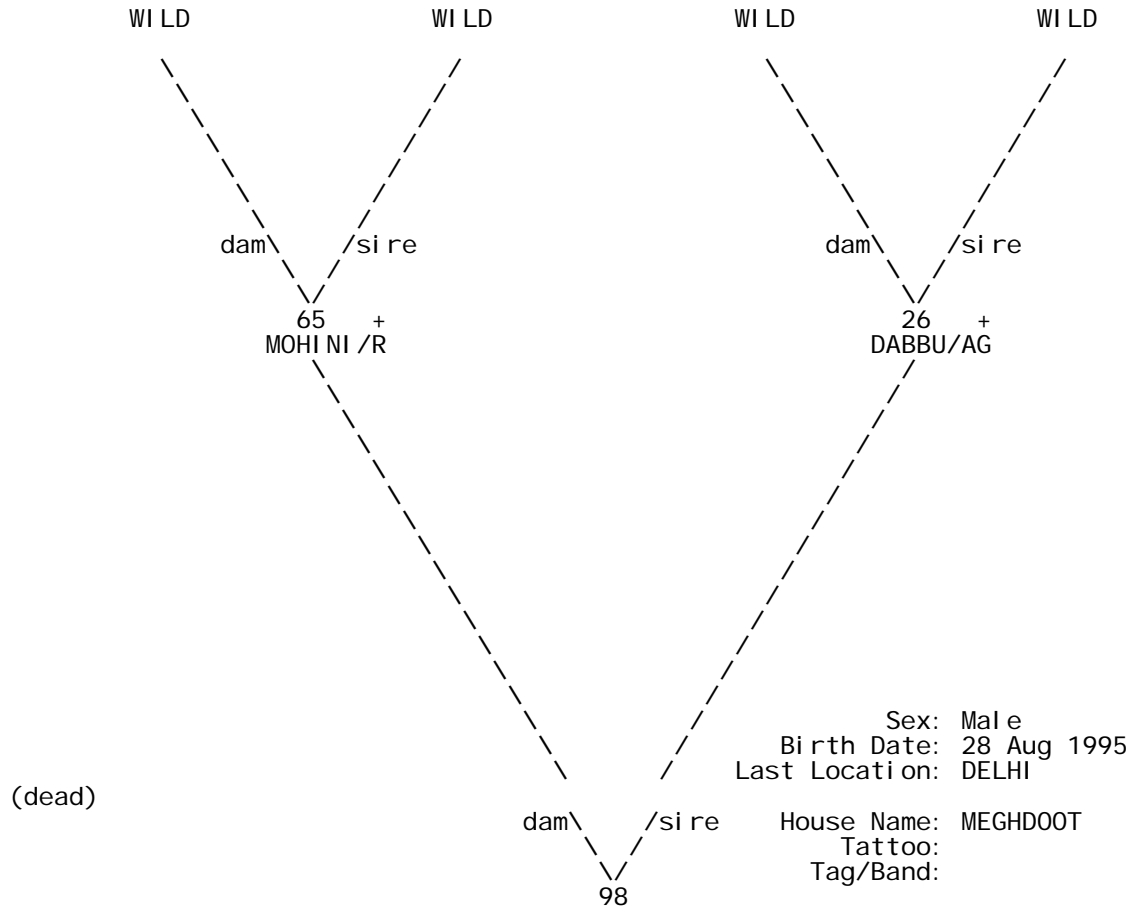 WILD WILD WILD WILD
dam sire dam sire
65 + 26 +
MOHINI/R DABBU/AG
Sex: Male
Birth Date: 28 Aug 1995
Last Location: DELHI
(dead)
dam sire House Name: MEGHDOOT
Tattoo:
Tag/Band:
98